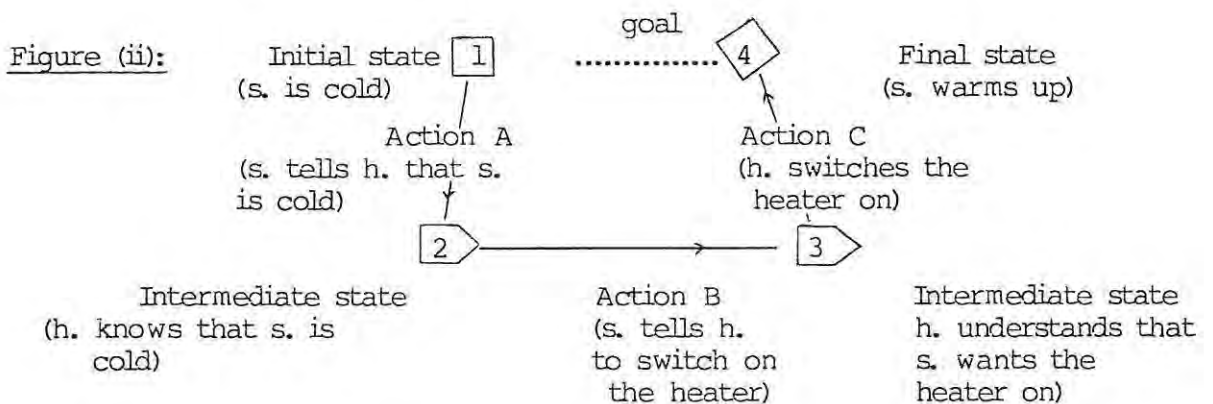 goal
Figure (ii): Initial state 1 4 Final state
(s. is cold) (s. warms up)
Action A Action C
(s. tells h. that s. (h. switches the
is cold) heater on)
2 3
Intermediate state Action B Intermediate state
(h. knows that s. is (s. tells h. h. understands that
cold) to switch on s. wants the
the heater) heater on)